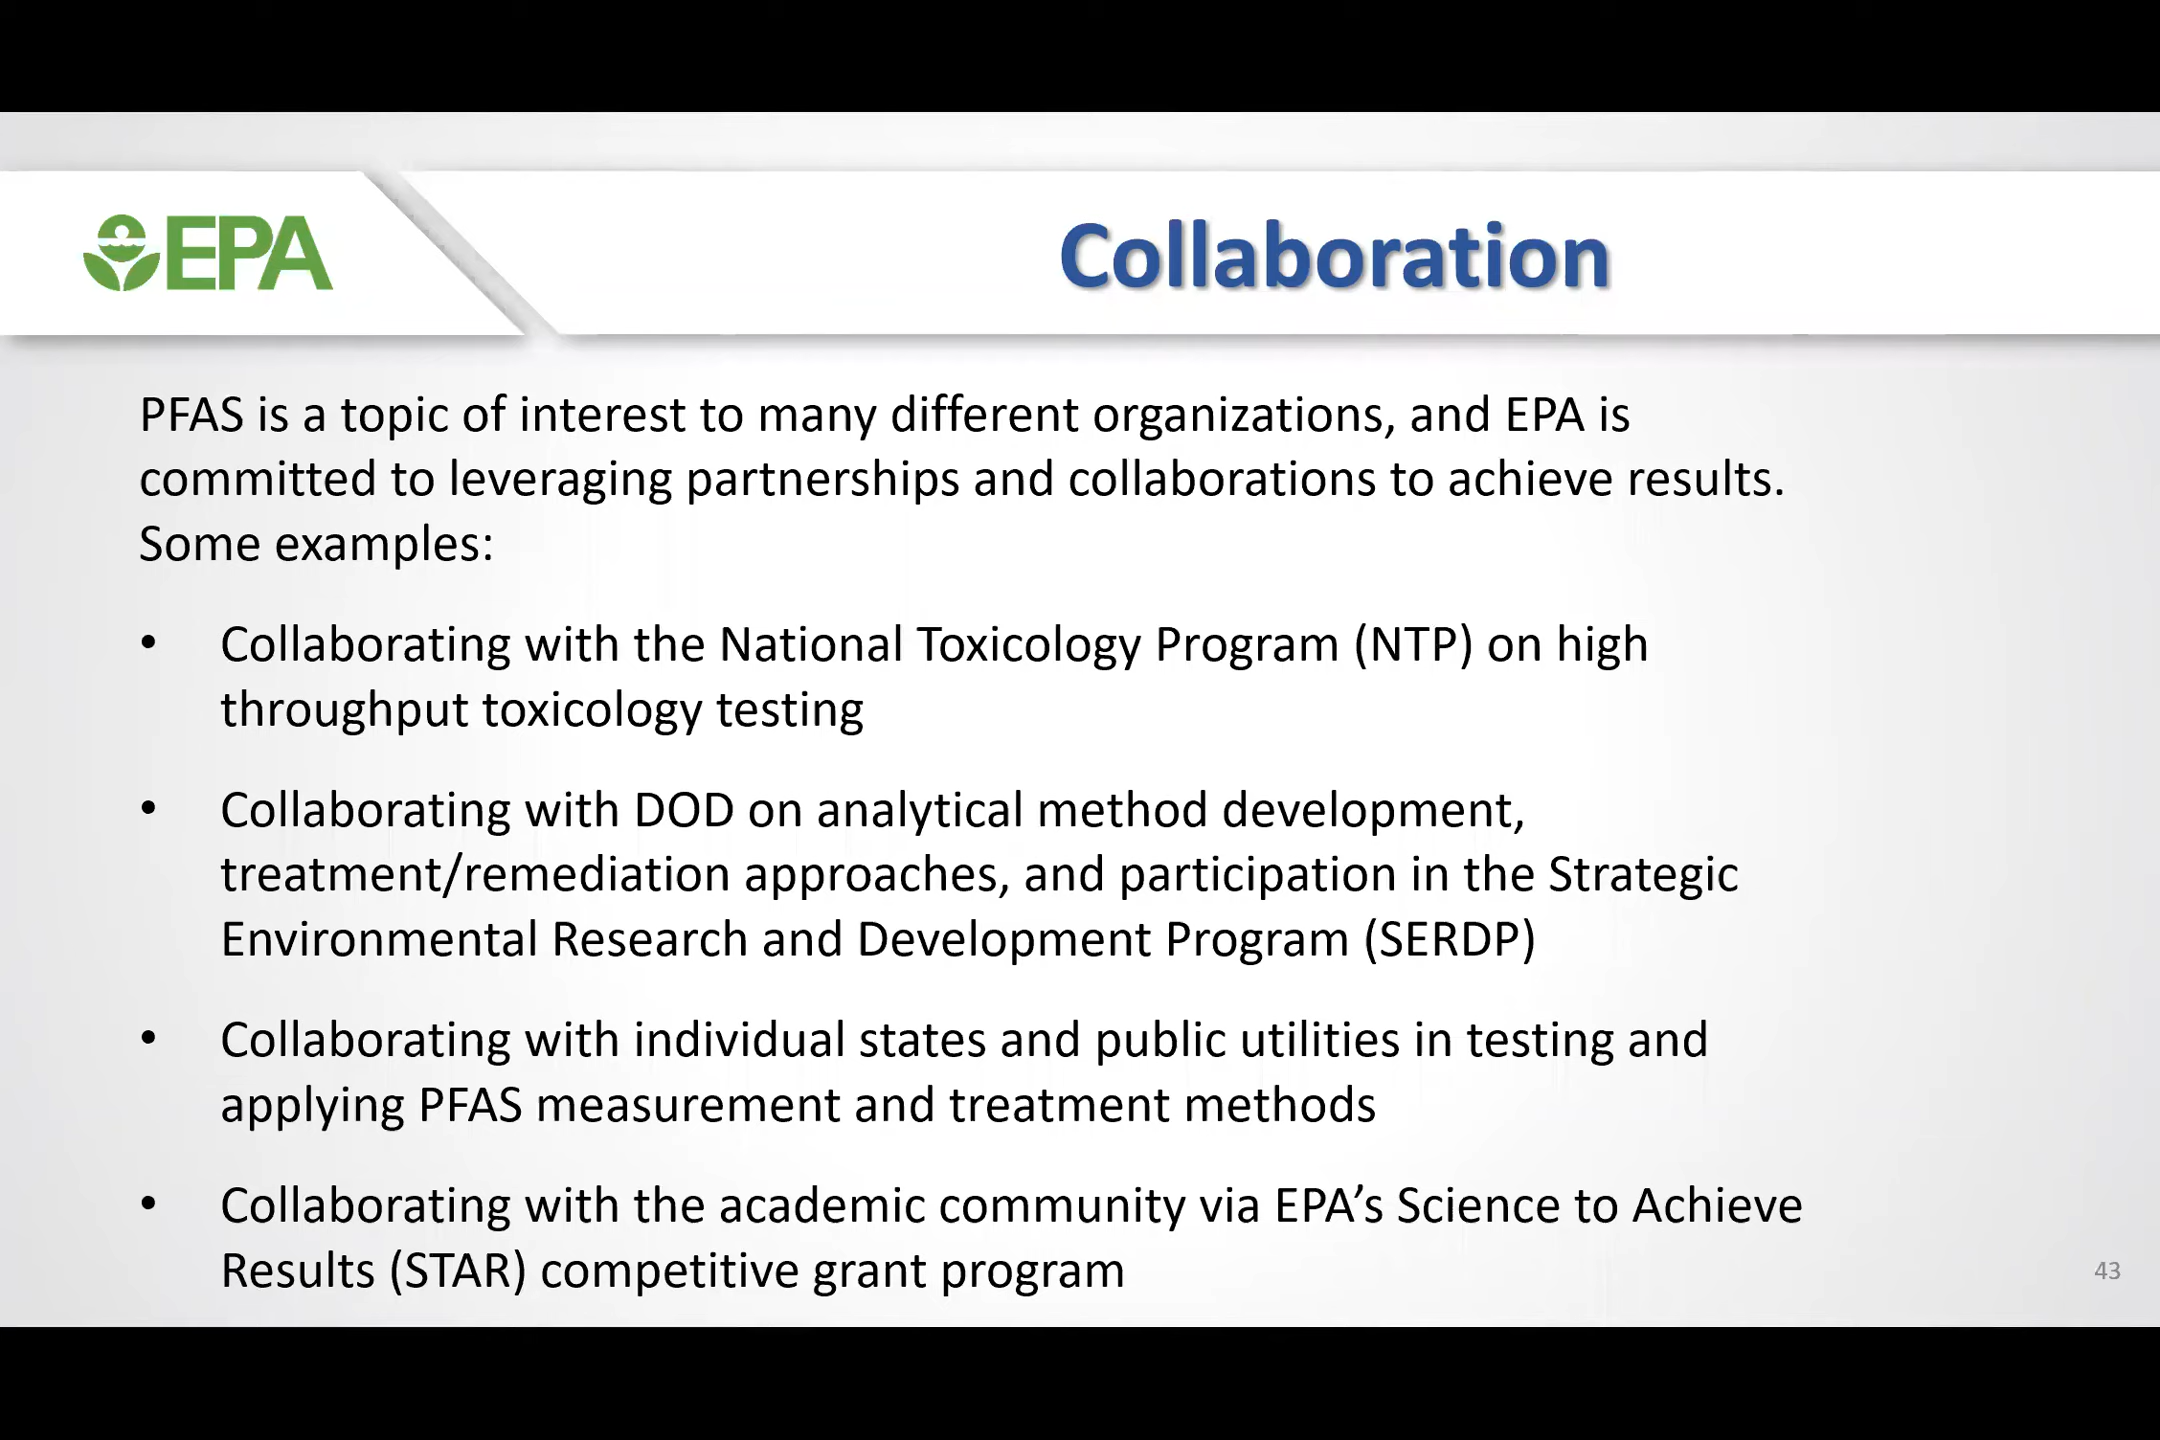 EPA
Collaboration
PFAS is a topic of interest to many different organizations, and EPA is
committed to leveraging partnerships and collaborations to achieve results.
Some examples:
• Collaborating with the National Toxicology Program (NTP) on high
throughput toxicology testing
• Collaborating with DOD on analytical method development,
treatment/remediation approaches, and participation in the Strategic
Environmental Research and Development Program (SERDP)
• Collaborating with individual states and public utilities in testing and
applying PFAS measurement and treatment methods
• Collaborating with the academic community via EPA’s Science to Achieve
Results (STAR) competitive grant program
43